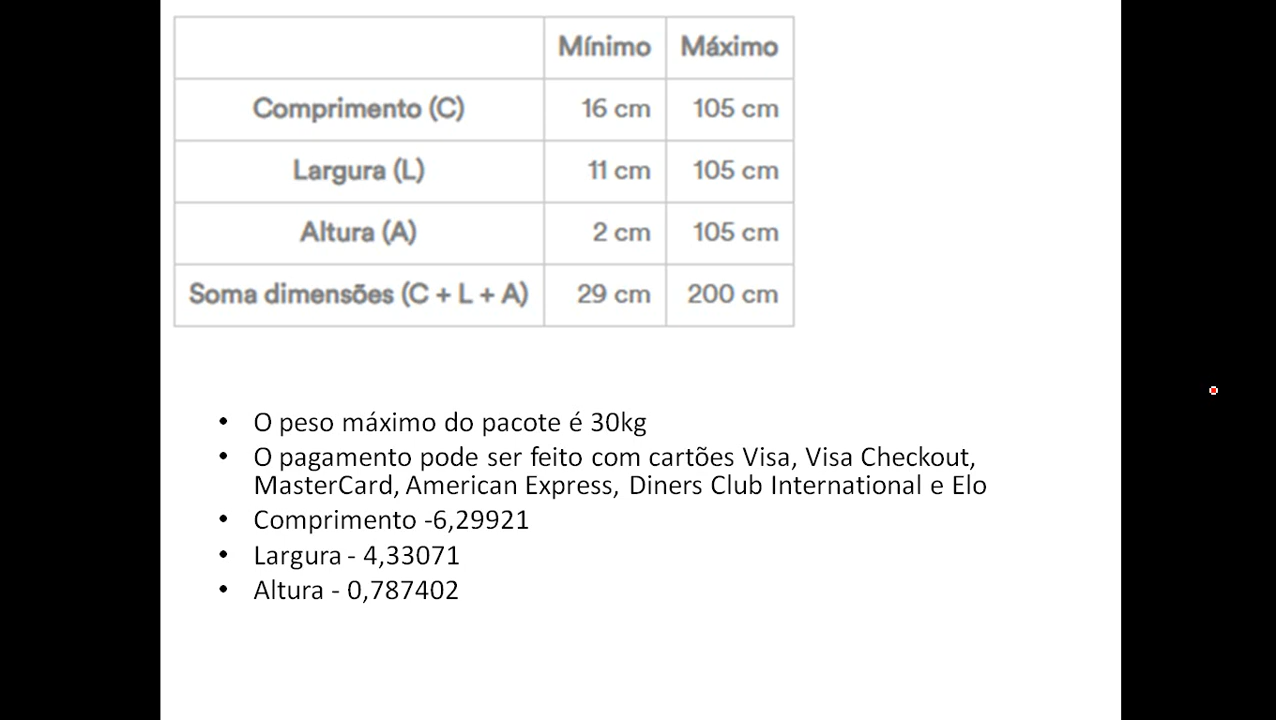 Mínimo Máximo
Comprimento (C) 16 cm 105 cm
Largura (L) 11 cm 105 cm
Altura (A) 2 cm 105 cm
Soma dimensões (C + L + A) 29 cm 200 cm
• O peso máximo do pacote é 30kg
• O pagamento pode ser feito com cartões Visa, Visa Checkout,
MasterCard, American Express, Diners Club International e Elo
• Comprimento -6,29921
• Largura - 4,33071
• Altura - 0,787402